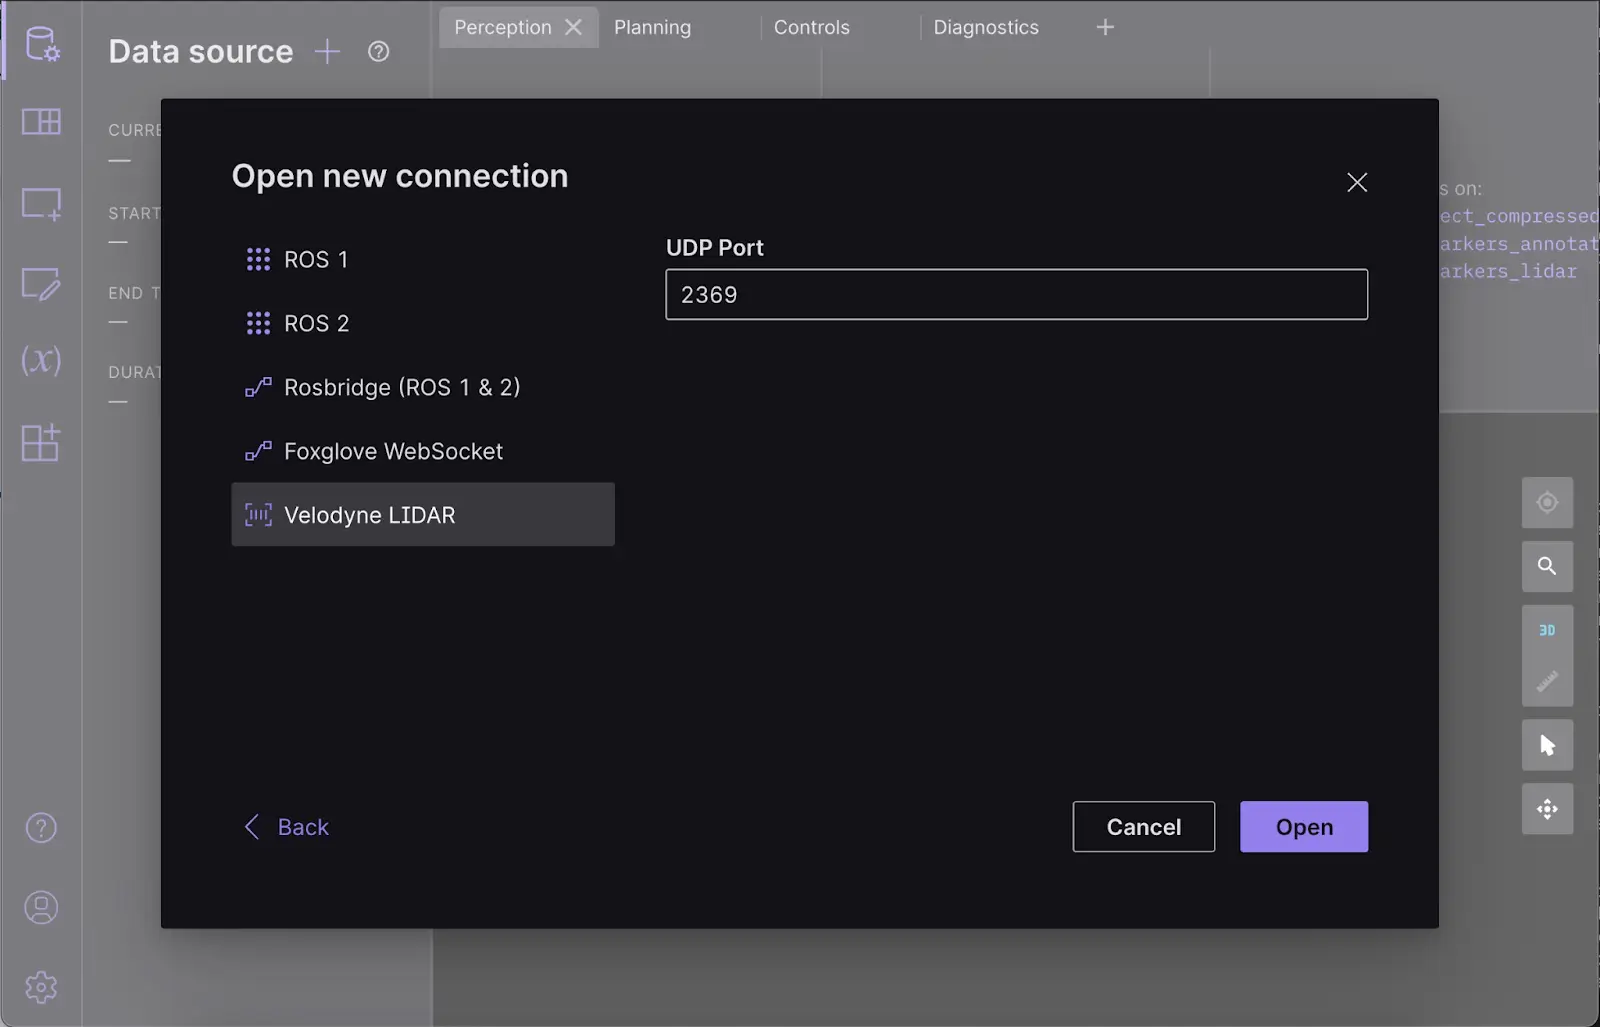 Data source
Perception
Planning
Controls
Diagnostics
CURRE
START
END T
DURAT
(x)
Open new connection
ROS 1
ROS 2
Rosbridge (ROS 1 & 2)
Foxglove WebSocket
Velodyne LIDAR
UDP Port
2369
Back
Cancel
Open
s on:
ect_compressed
arkers_annotat
arkers_lidar
3D